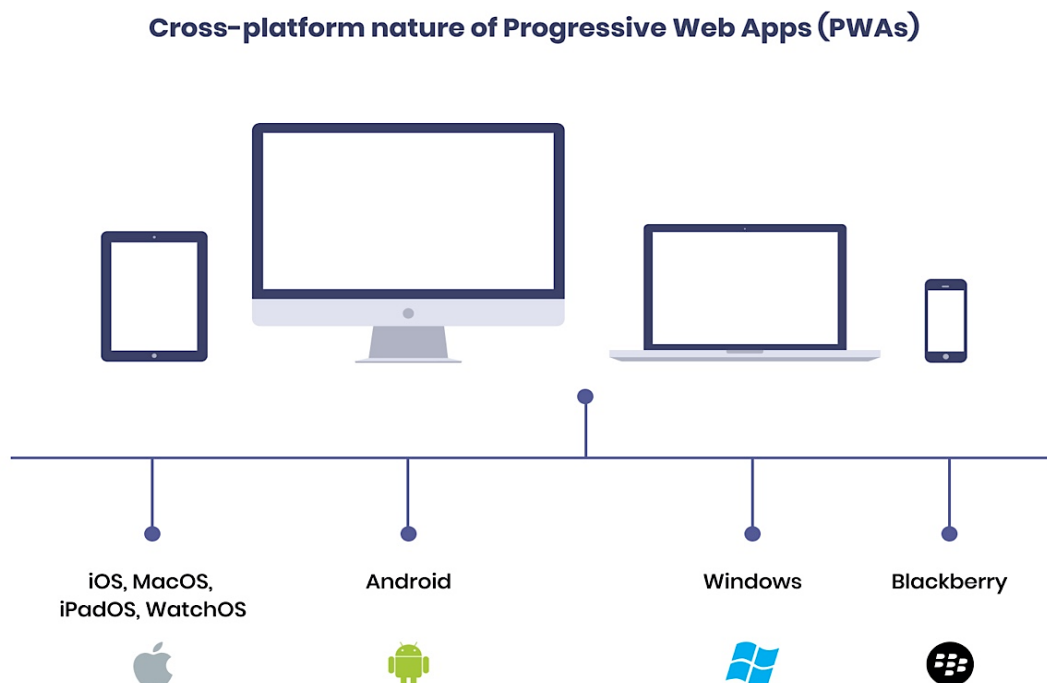 Cross-platform nature of Progressive Web Apps (PWAs)
iOS, MacOS,
iPadOS, WatchOS
Android
Windows
Blackberry